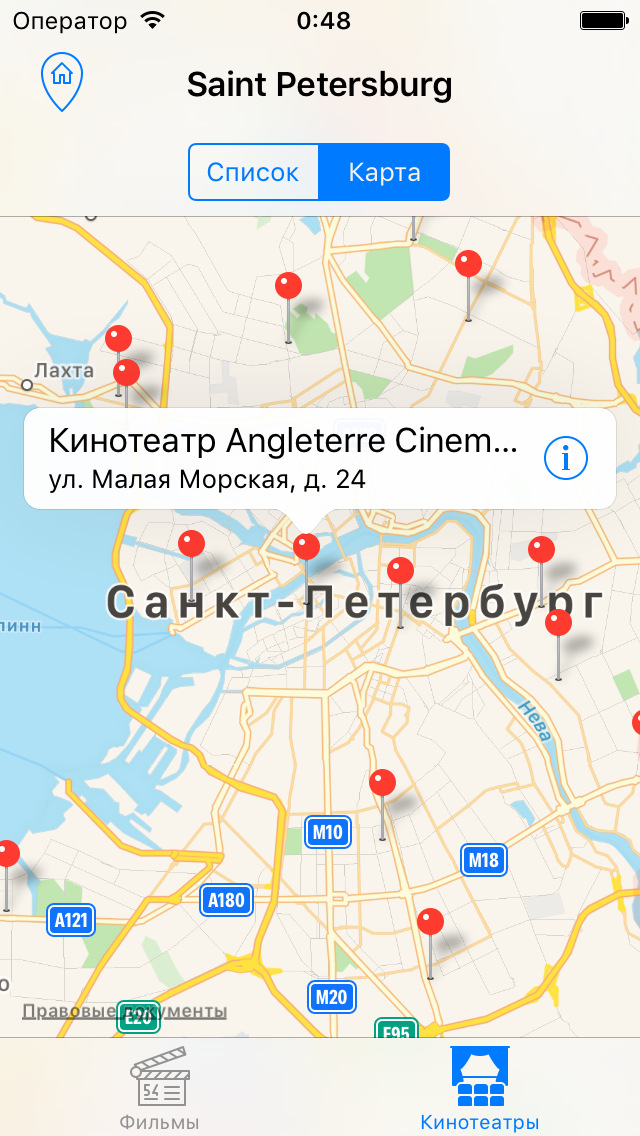 Оператор 0:48
Saint Petersburg
Список Карта
Лахта
Кинотеатр Angleterre Cinem...
ул. Малая Морская, д. 24
Санкт-Петербург
линн
Нева
M10
M18
A180
A121
M20
Правовые документы
E20
E95
54
Фильмы Кинотеатры